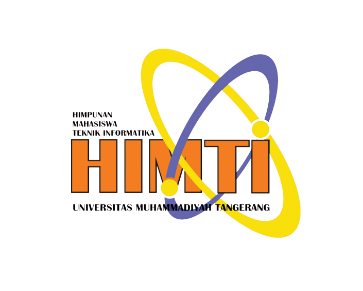 HIMPUNAN
MAHASISWA
TEKNIK INFORMATIKA
HIMTI
UNIVERSITAS MUHAMMADIYAH TANGERANG